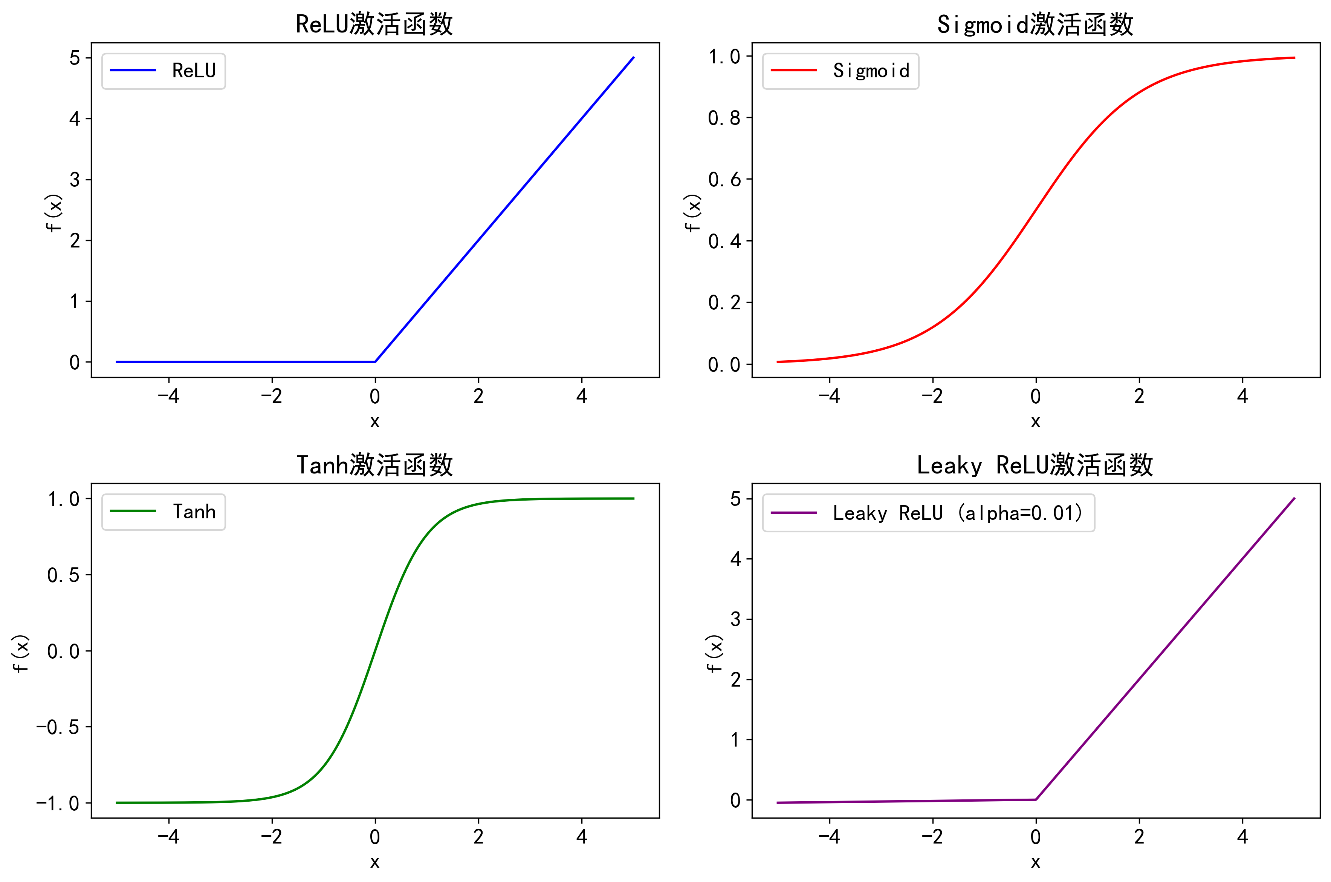 ReLU激活函数
ReLU
f(x)
5
4
3
2
1
0
−4 −2 0 2 4
x
Sigmoid激活函数
Sigmoid
f(x)
1.0
0.8
0.6
0.4
0.2
0.0
−4 −2 0 2 4
x
Tanh激活函数
Tanh
f(x)
1.0
0.5
0.0
−0.5
−1.0
−4 −2 0 2 4
x
Leaky ReLU激活函数
Leaky ReLU (alpha=0.01)
f(x)
5
4
3
2
1
0
−4 −2 0 2 4
x